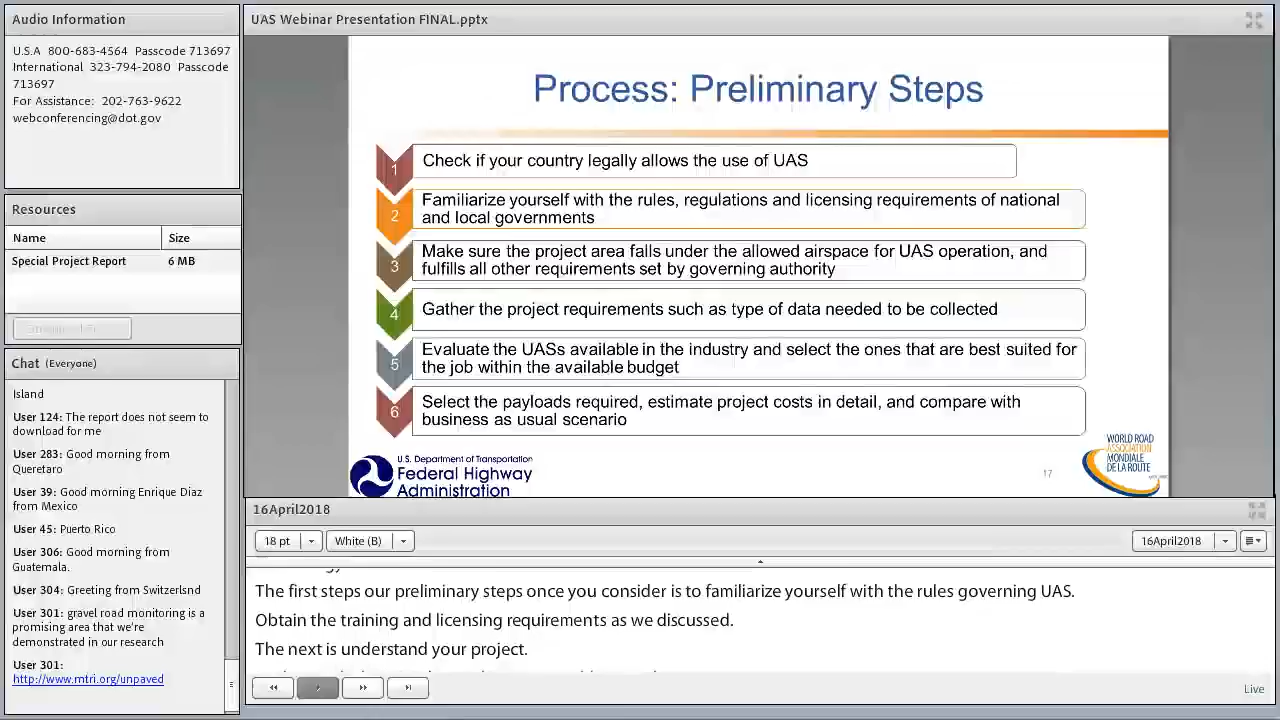 Audio Information
U.S.A 800-683-4564 Passcode 713697
International 323-794-2080 Passcode
713697
For Assistance: 202-763-9622
webconferencing@dot.gov
Resources
Name Size
Special Project Report 6 MB
Chat (Everyone)
Island
User 124: The report does not seem to
download for me
User 283: Good morning from
Queretaro
User 39: Good morning Enrique Diaz
from Mexico
User 45: Puerto Rico
User 306: Good morning from
Guatemala.
User 304: Greeting from Switzerlsnd
User 301: gravel road monitoring is a
promising area that we're
demonstrated in our research
User 301:
http://www.mtri.org/unpaved
UAS Webinar Presentation FINAL.pptx
Process: Preliminary Steps
1 Check if your country legally allows the use of UAS
2 Familiarize yourself with the rules, regulations and licensing requirements of national
and local governments
3 Make sure the project area falls under the allowed airspace for UAS operation, and
fulfills all other requirements set by governing authority
4 Gather the project requirements such as type of data needed to be collected
5 Evaluate the UASs available in the industry and select the ones that are best suited for
the job within the available budget
6 Select the payloads required, estimate project costs in detail, and compare with
business as usual scenario
U.S. Department of Transportation
Federal Highway
Administration
17
WORLD ROAD
ASSOCIATION
MONDIALE
DE LA ROUTE
16April2018
18 pt White (B) 16April2018
The first steps our preliminary steps once you consider is to familiarize yourself with the rules governing UAS.
Obtain the training and licensing requirements as we discussed.
The next is understand your project.
Live